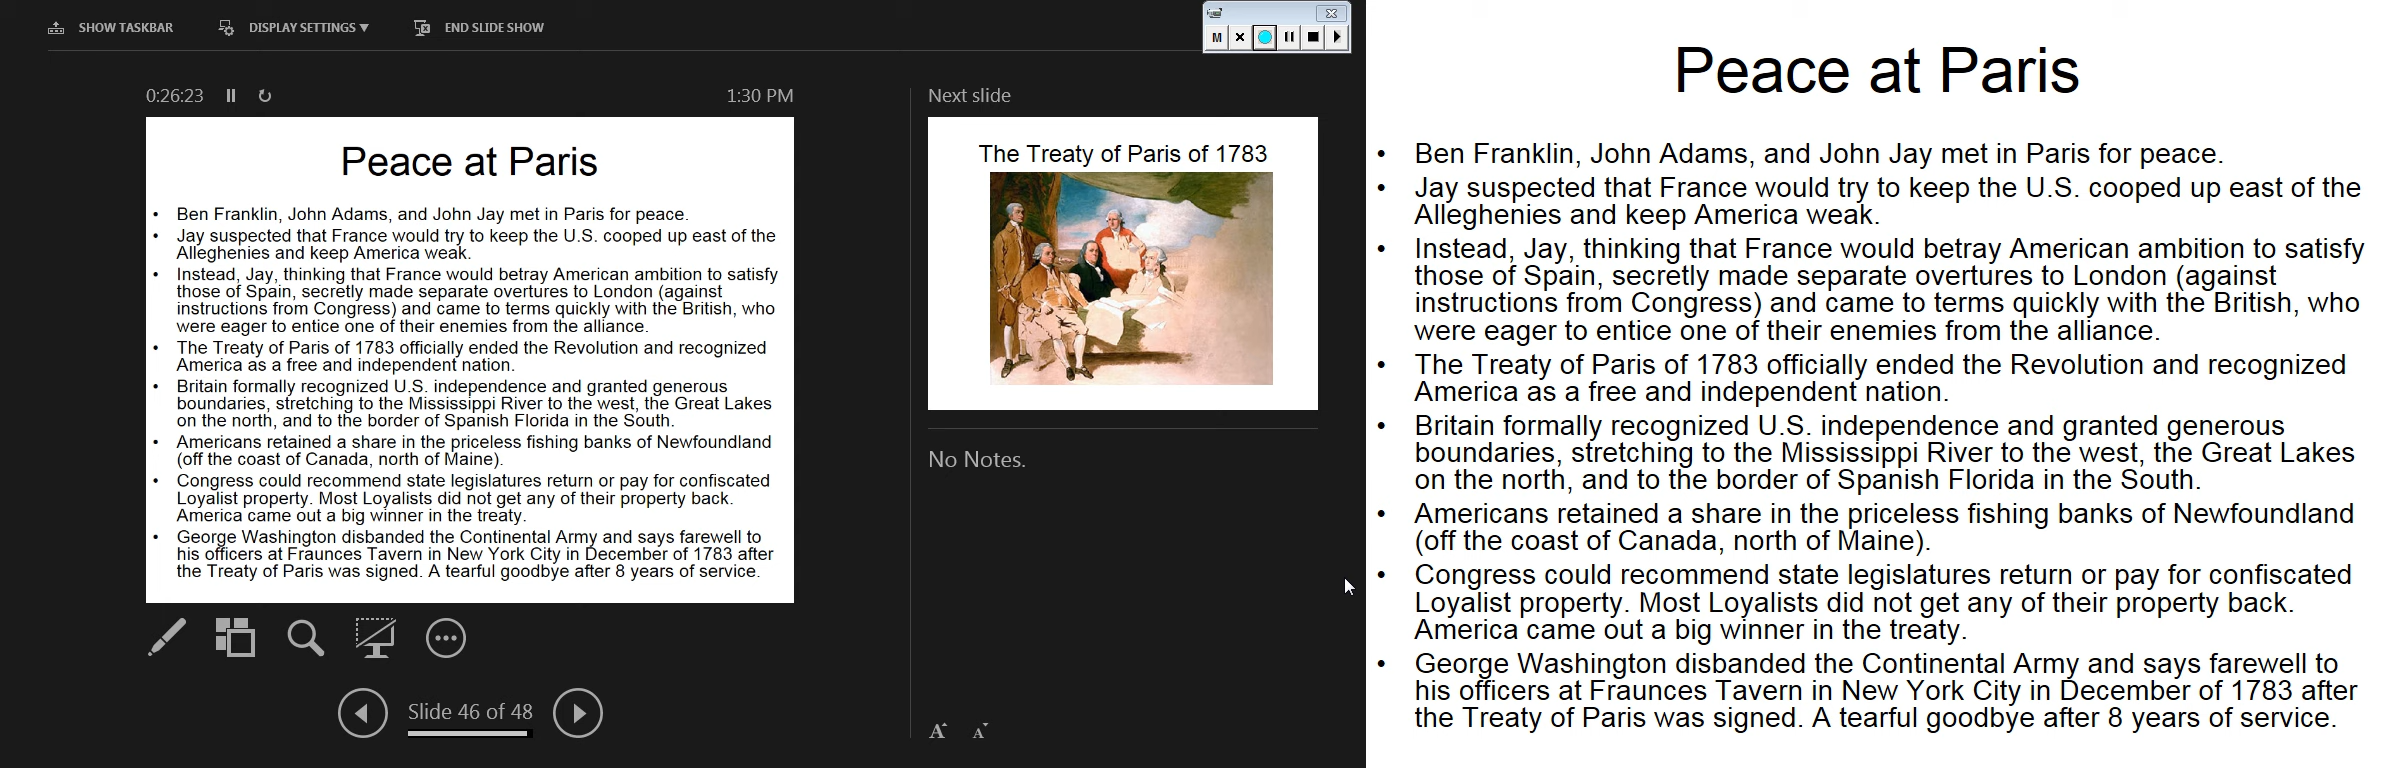 SHOW TASKBAR
DISPLAY SETTINGS ▼
END SLIDE SHOW
M
0:26:23
1:30 PM
Peace at Paris
• Ben Franklin, John Adams, and John Jay met in Paris for peace.
• Jay suspected that France would try to keep the U.S. cooped up east of the
Alleghenies and keep America weak.
• Instead, Jay, thinking that France would betray American ambition to satisfy
those of Spain, secretly made separate overtures to London (against
instructions from Congress) and came to terms quickly with the British, who
were eager to entice one of their enemies from the alliance.
• The Treaty of Paris of 1783 officially ended the Revolution and recognized
America as a free and independent nation.
• Britain formally recognized U.S. independence and granted generous
boundaries, stretching to the Mississippi River to the west, the Great Lakes
on the north, and to the border of Spanish Florida in the South.
• Americans retained a share in the priceless fishing banks of Newfoundland
(off the coast of Canada, north of Maine).
• Congress could recommend state legislatures return or pay for confiscated
Loyalist property. Most Loyalists did not get any of their property back.
America came out a big winner in the treaty.
• George Washington disbanded the Continental Army and says farewell to
his officers at Fraunces Tavern in New York City in December of 1783 after
the Treaty of Paris was signed. A tearful goodbye after 8 years of service.
Slide 46 of 48
Next slide
The Treaty of Paris of 1783
No Notes.
A A
Peace at Paris
• Ben Franklin, John Adams, and John Jay met in Paris for peace.
• Jay suspected that France would try to keep the U.S. cooped up east of the
Alleghenies and keep America weak.
• Instead, Jay, thinking that France would betray American ambition to satisfy
those of Spain, secretly made separate overtures to London (against
instructions from Congress) and came to terms quickly with the British, who
were eager to entice one of their enemies from the alliance.
• The Treaty of Paris of 1783 officially ended the Revolution and recognized
America as a free and independent nation.
• Britain formally recognized U.S. independence and granted generous
boundaries, stretching to the Mississippi River to the west, the Great Lakes
on the north, and to the border of Spanish Florida in the South.
• Americans retained a share in the priceless fishing banks of Newfoundland
(off the coast of Canada, north of Maine).
• Congress could recommend state legislatures return or pay for confiscated
Loyalist property. Most Loyalists did not get any of their property back.
America came out a big winner in the treaty.
• George Washington disbanded the Continental Army and says farewell to
his officers at Fraunces Tavern in New York City in December of 1783 after
the Treaty of Paris was signed. A tearful goodbye after 8 years of service.